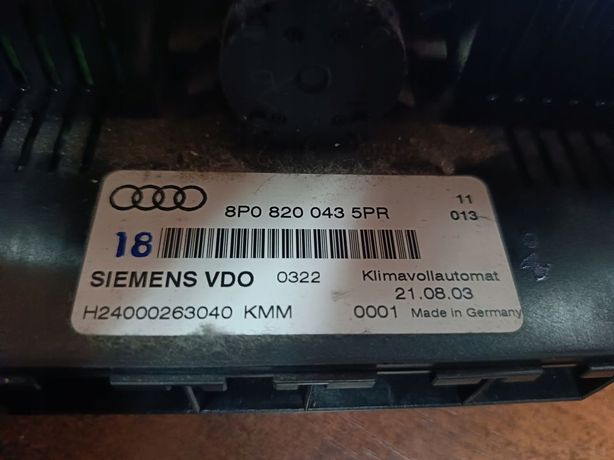 8P0 820 043 5PR
11
013
18
SIEMENS VDO 0322 Klimavollautomat
21.08.03
H24000263040 KMM 0001 Made in Germany